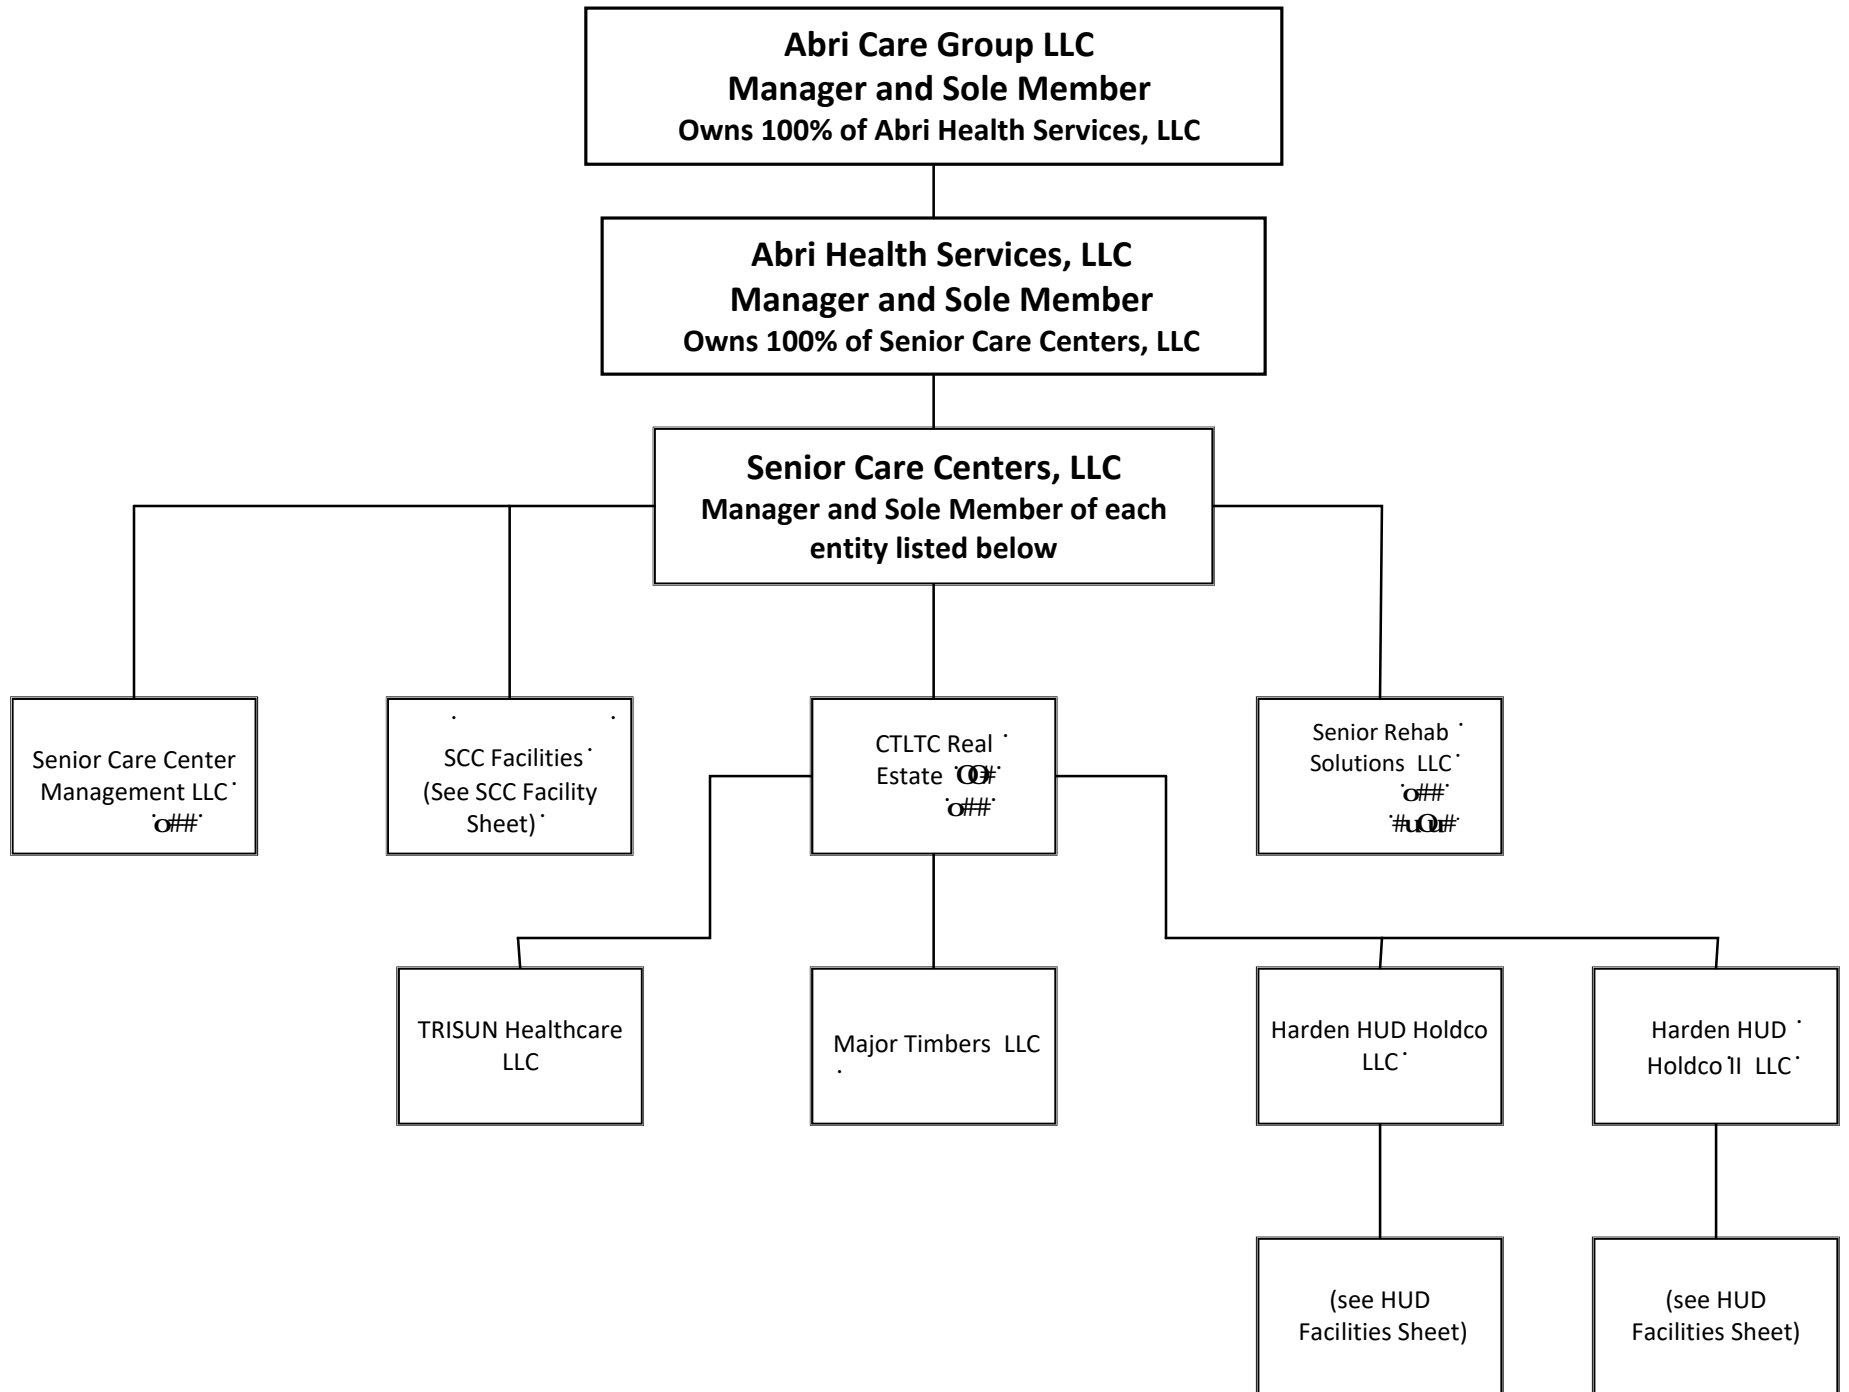 Abri Care Group LLC
Manager and Sole Member
Owns 100% of Abri Health Services, LLC
Abri Health Services, LLC
Manager and Sole Member
Owns 100% of Senior Care Centers, LLC
Senior Care Centers, LLC
Manager and Sole Member of each
entity listed below
Senior Care Center
Management LLC
SCC Facilities
(See SCC Facility
Sheet)
CTLTC Real
Estate
Senior Rehab
Solutions LLC
TRISUN Healthcare
LLC
Major Timbers LLC
Harden HUD Holdco
LLC
Harden HUD
Holdco II LLC
(see HUD
Facilities Sheet)
(see HUD
Facilities Sheet)